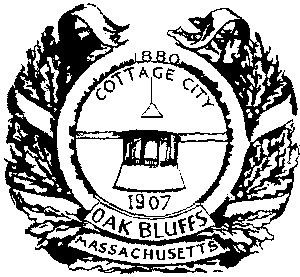 1880
COTTAGE CITY
1907
OAK BLUFFS
MASSACHUSETTS